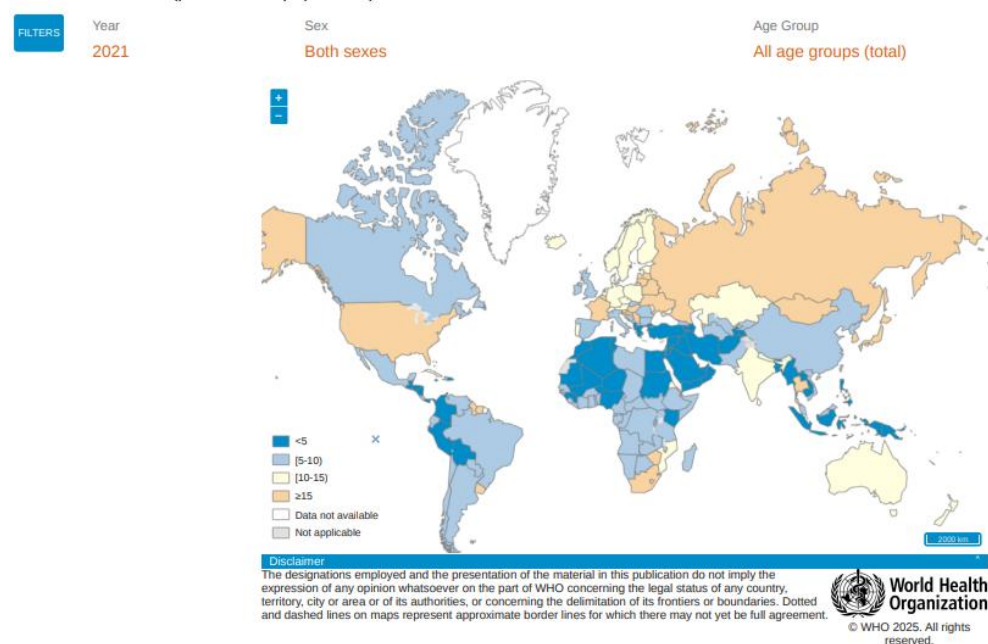 FILTERS
Year
2021
Sex
Both sexes
Age Group
All age groups (total)
+
−
<5
[5-10)
[10-15)
≥15
Data not available
Not applicable
2000 km
Disclaimer
The designations employed and the presentation of the material in this publication do not imply the
expression of any opinion whatsoever on the part of WHO concerning the legal status of any country,
territory, city or area or of its authorities, or concerning the delimitation of its frontiers or boundaries. Dotted
and dashed lines on maps represent approximate border lines for which there may not yet be full agreement.
World Health
Organization
© WHO 2025. All rights
reserved.